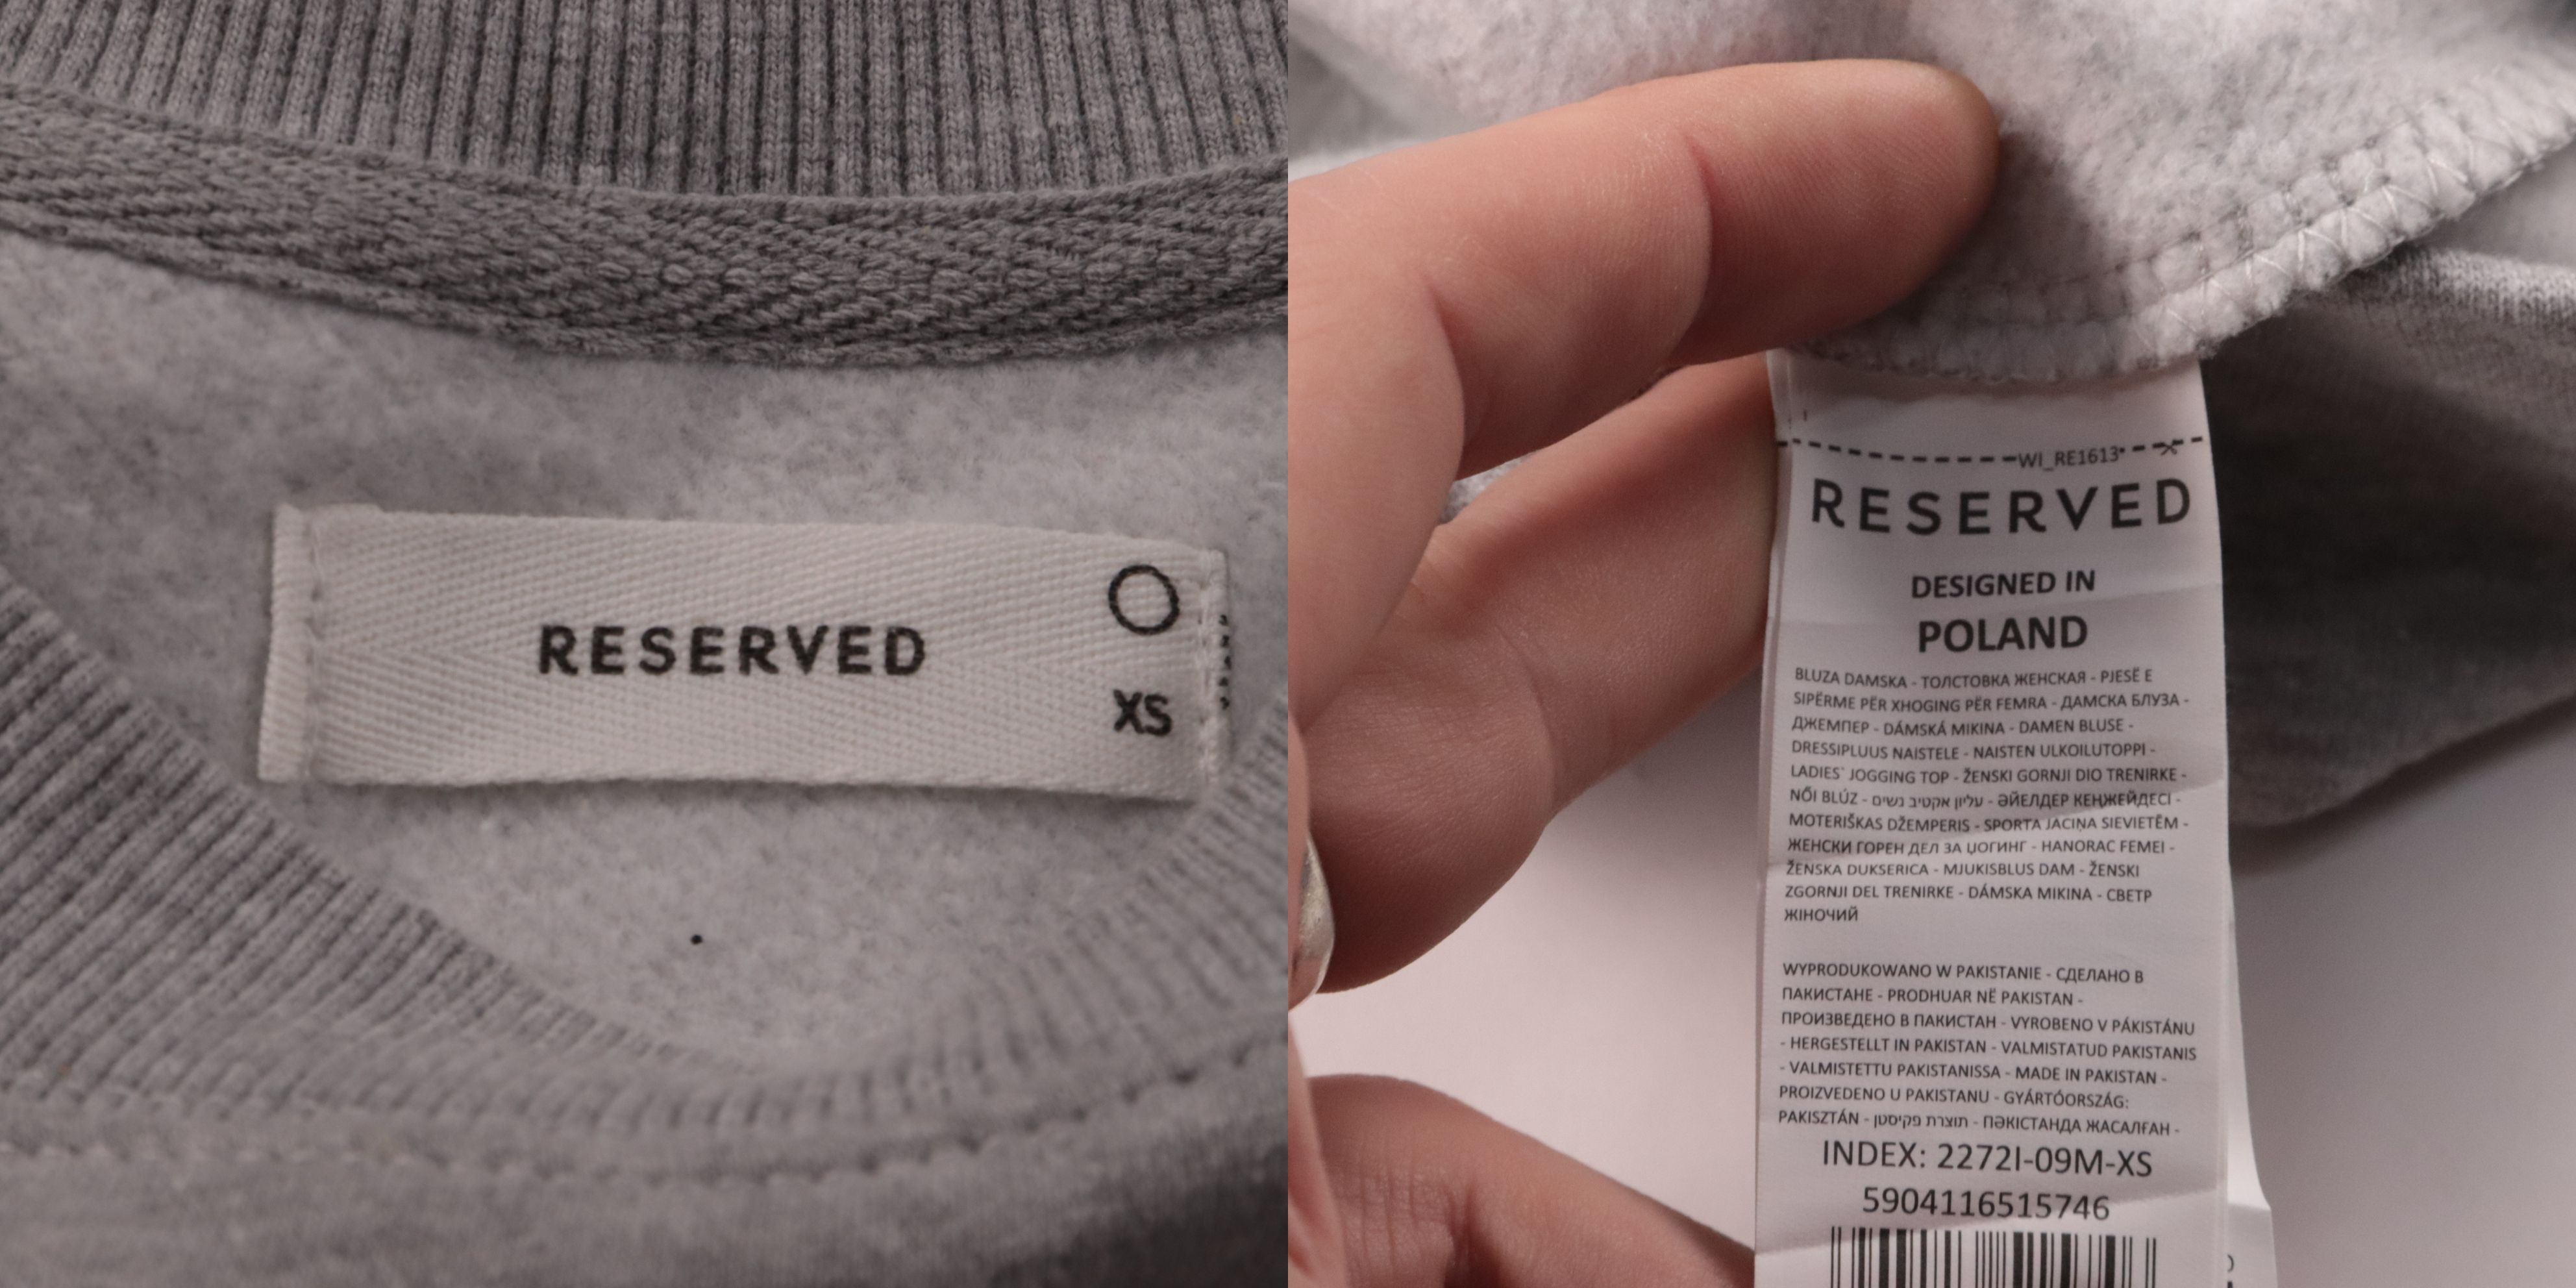 RESERVED
XS
WI_RE1613
RESERVED
DESIGNED IN
POLAND
BLUZA DAMSKA - ТОЛСТОВКА ЖЕНСКАЯ - PJESË E
SIPËRME PËR XHOGING PËR FEMRA - ДАМСКА БЛУЗА -
ДЖЕМПЕР - DÁMSKÁ MIKINA - DAMEN BLUSE -
DRESSIPLUUS NAISTELE - NAISTEN ULKOILUTOPPI -
LADIES` JOGGING TOP - ŽENSKI GORNJI DIO TRENIRKE -
NŐI BLÚZ - עליון אקטיב נשים - ӘЙЕЛДЕР КЕҢЖЕЙДЕСІ -
MOTERIŠKAS DŽEMPERIS - SPORTA JACIŅA SIEVIETĒM -
ЖЕНСКИ ГОРЕН ДЕЛ ЗА ЏОГИНГ - HANORAC FEMEI -
ŽENSKA DUKSERICA - MJUKISBLUS DAM - ŽENSKI
ZGORNJI DEL TRENIRKE - DÁMSKA MIKINA - СВЕТР
ЖІНОЧИЙ
WYPRODUKOWANO W PAKISTANIE - СДЕЛАНО В
ПАКИСТАНЕ - PRODHUAR NË PAKISTAN -
ПРОИЗВЕДЕНО В ПАКИСТАН - VYROBENO V PÁKISTÁNU
- HERGESTELLT IN PAKISTAN - VALMISTATUD PAKISTANIS
- VALMISTETTU PAKISTANISSA - MADE IN PAKISTAN -
PROIZVEDENO U PAKISTANU - GYÁRTÓORSZÁG:
PAKISZTÁN - תוצרת פקיסטן - ПӘКІСТАНДА ЖАСАЛҒАН -
INDEX: 2272I-09M-XS
5904116515746